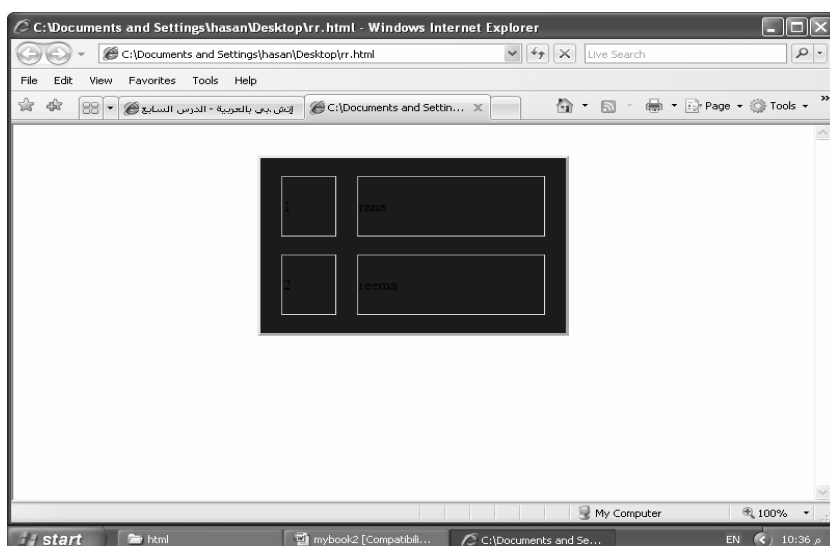 C:\Documents and Settings\hasan\Desktop\rr.html - Windows Internet Explorer
C:\Documents and Settings\hasan\Desktop\rr.html Live Search
File Edit View Favorites Tools Help
إتش.بي بالعربية - الدرس السابع C:\Documents and Settin... Page Tools
1 rana
2 reema
My Computer 100%
start html mybook2 [Compatibili... C:\Documents and Se... EN 10:36 م